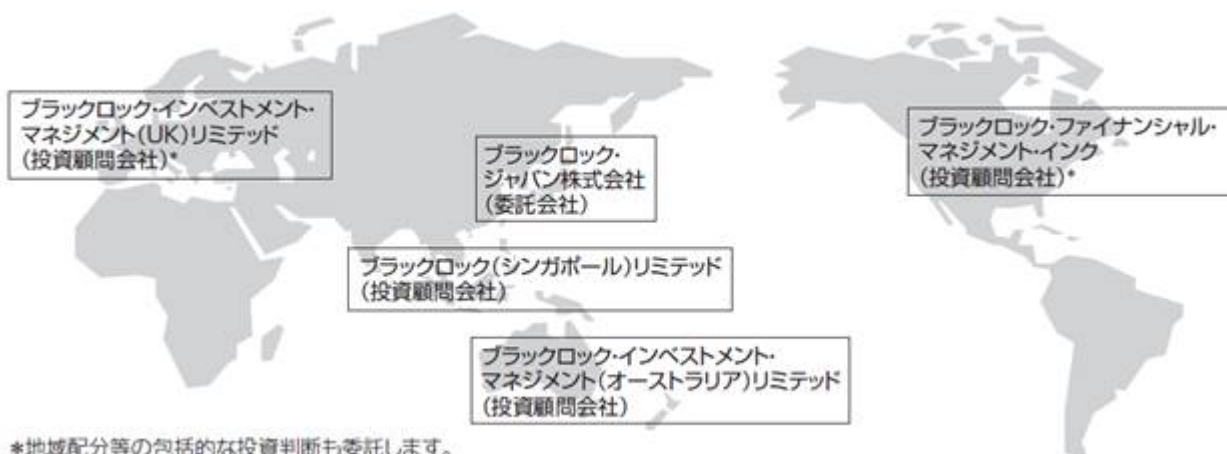 ブラックロック・インベストメント・
マネジメント(UK)リミテッド
(投資顧問会社)*
ブラックロック・
ジャパン株式会社
(委託会社)
ブラックロック・ファイナンシャル・
マネジメント・インク
(投資顧問会社)*
ブラックロック(シンガポール)リミテッド
(投資顧問会社)
ブラックロック・インベストメント・
マネジメント(オーストラリア)リミテッド
(投資顧問会社)
*地域配分等の包括的な投資判断も委託します。